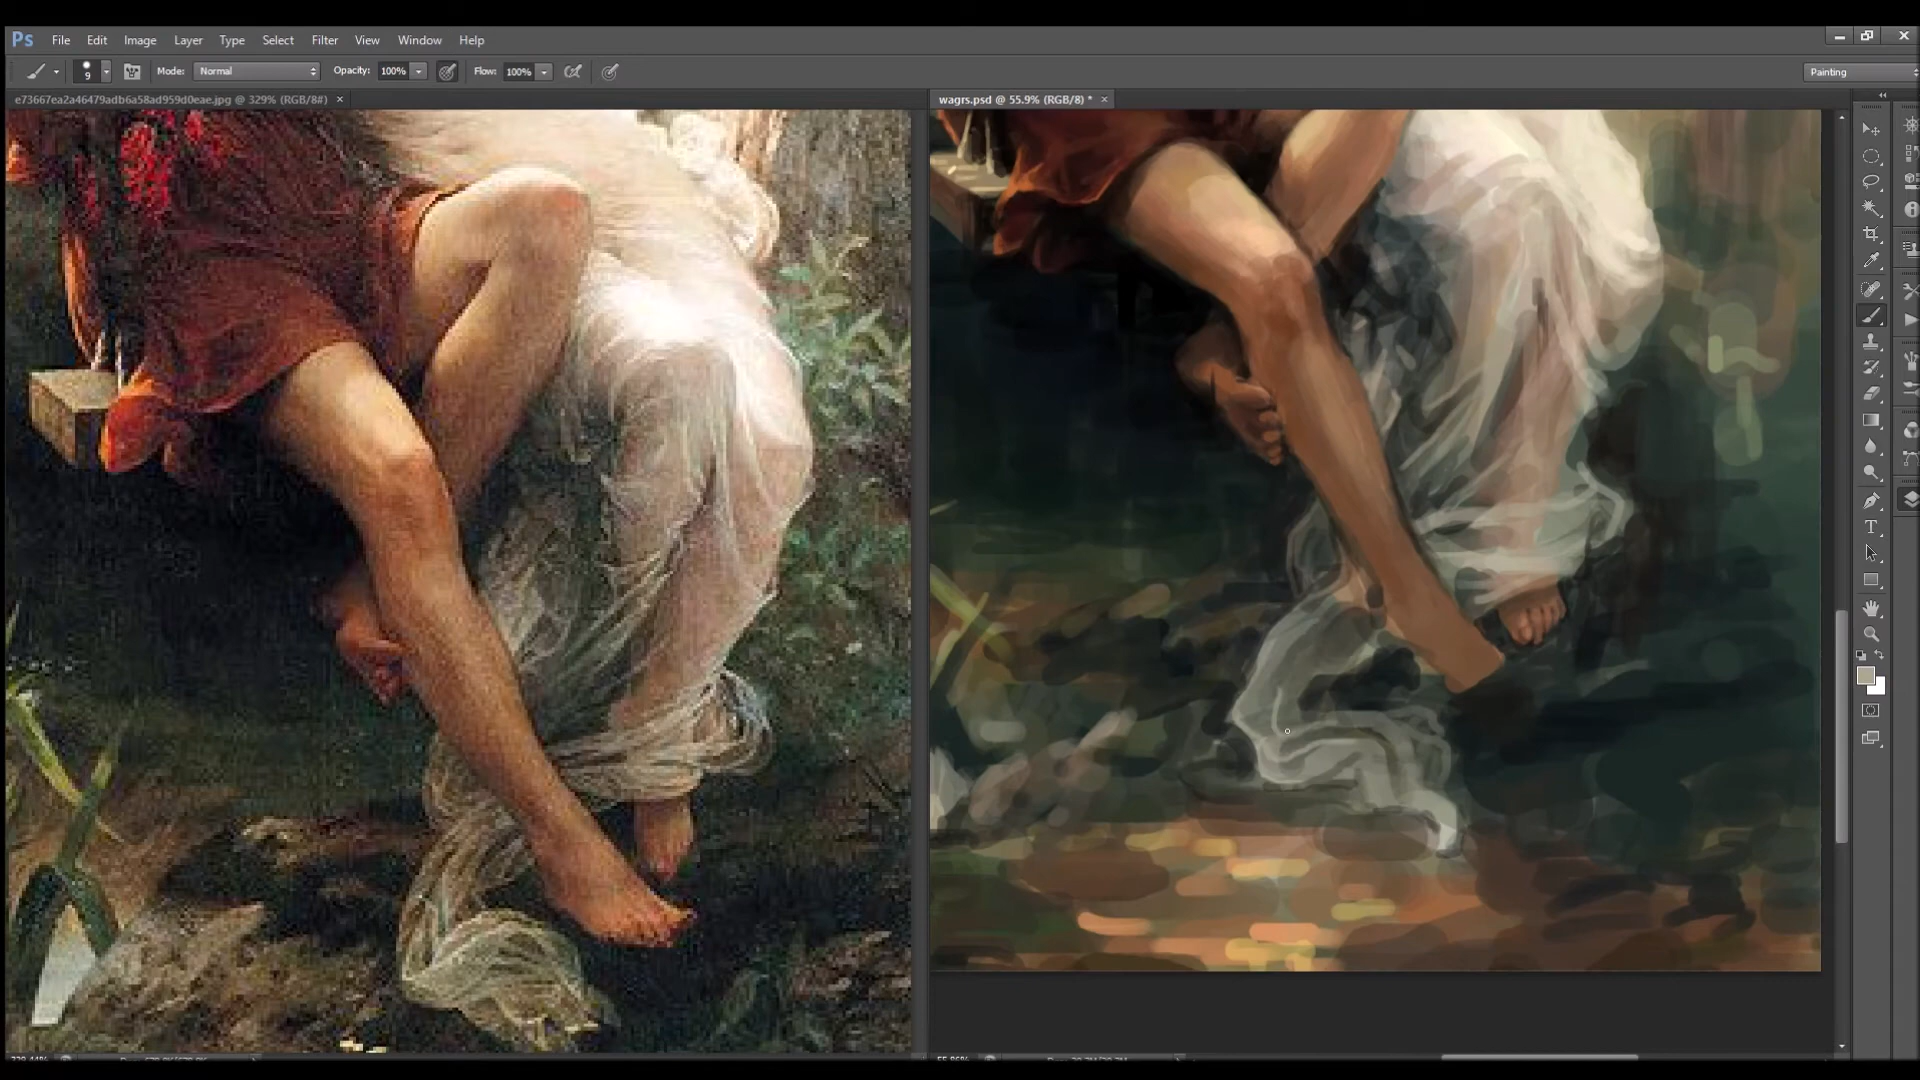 Ps File Edit Image Layer Type Select Filter View Window Help
9 Mode: Normal Opacity: 100% Flow: 100% Painting
e73667ea2a46479adb6a58ad959d0eae.jpg @ 329% (RGB/8#) ×
wagrs.psd @ 55.9% (RGB/8) * ×